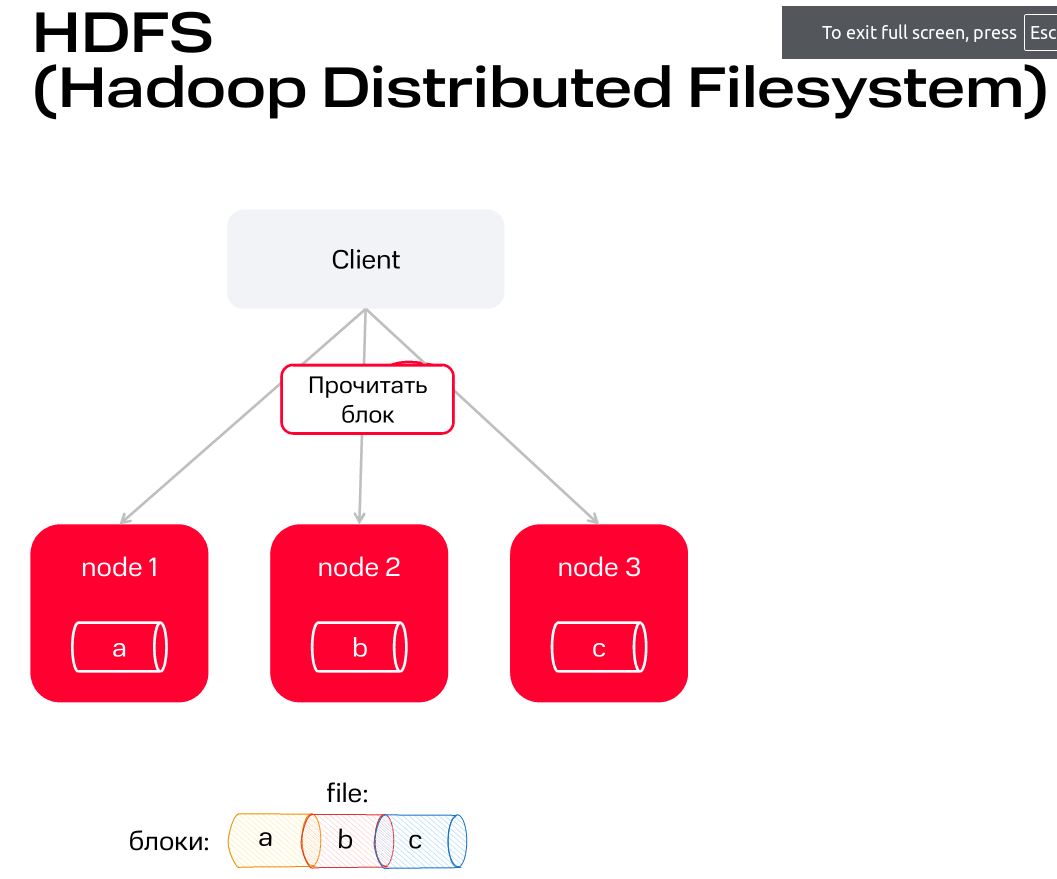 HDFS
(Hadoop Distributed Filesystem)
To exit full screen, press Esc
Client
Прочитать
блок
node 1
node 2
node 3
a
b
c
file:
блоки:
a
b
c